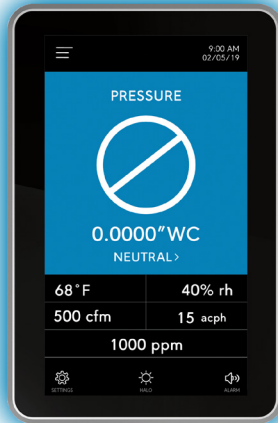 9:00 AM
02/05/19
PRESSURE
0.0000"WC
NEUTRAL>
68°F 40% rh
500 cfm 15 acph
1000 ppm
SETTINGS HALO ALARM